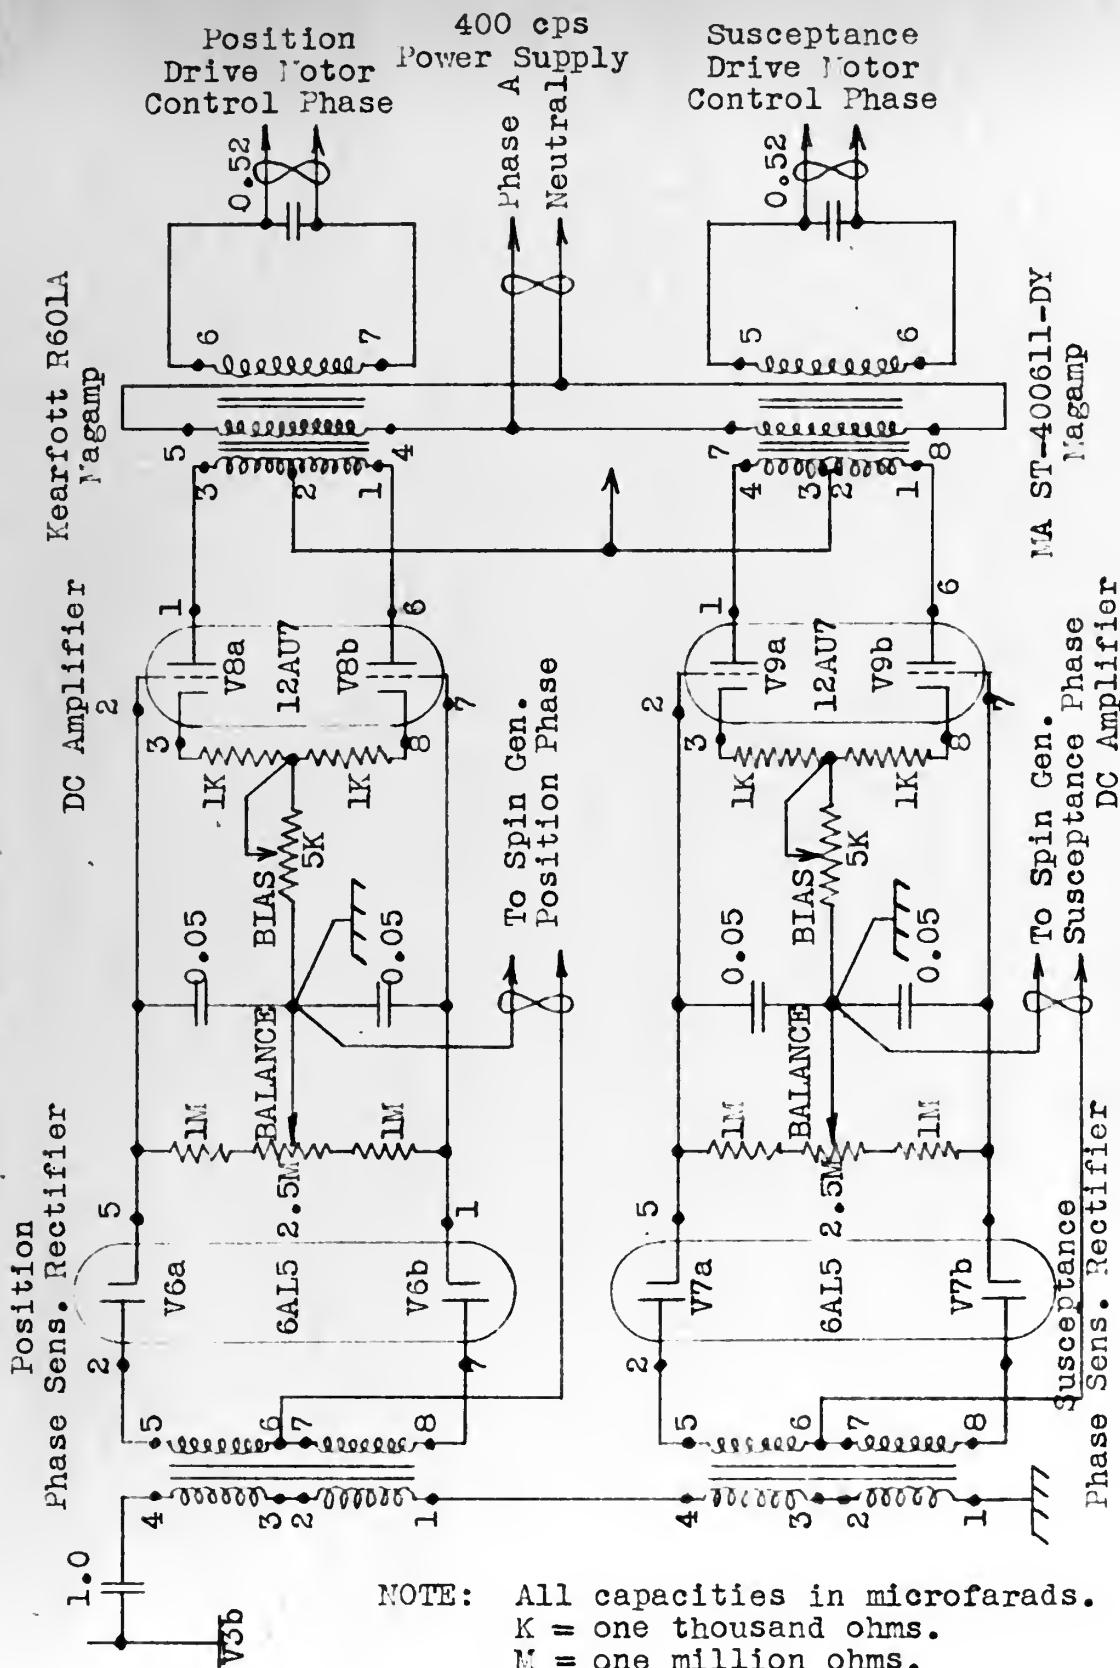 Position
Drive Motor
Control Phase
400 cps
Power Supply
Susceptance
Drive Motor
Control Phase
Phase A
Neutral
0.52
0.52
Kearfott R601A
Magamp
MA ST-400611-DY
Magamp
6
7
5
4
3
2
1
5
6
7
8
4
3
2
1
DC Amplifier
1
2
3
V8a
12AU7
V8b
6
7
8
1K
1K
5K
BIAS
0.05
0.05
To Spin Gen.
Position Phase
DC Amplifier
1
2
3
V9a
12AU7
V9b
6
7
8
1K
1K
5K
BIAS
0.05
0.05
To Spin Gen.
Susceptance Phase
Position
Phase Sens. Rectifier
1M
BALANCE
1M
2.5M
5
1
V6a
6AL5
V6b
2
7
5
6
7
8
4
3
2
1
1.0
V3b
Susceptance
Phase Sens. Rectifier
1M
BALANCE
1M
2.5M
5
V7a
6AL5
V7b
2
5
6
7
8
4
3
2
1
NOTE: All capacities in microfarads.
K = one thousand ohms.
M = one million ohms.